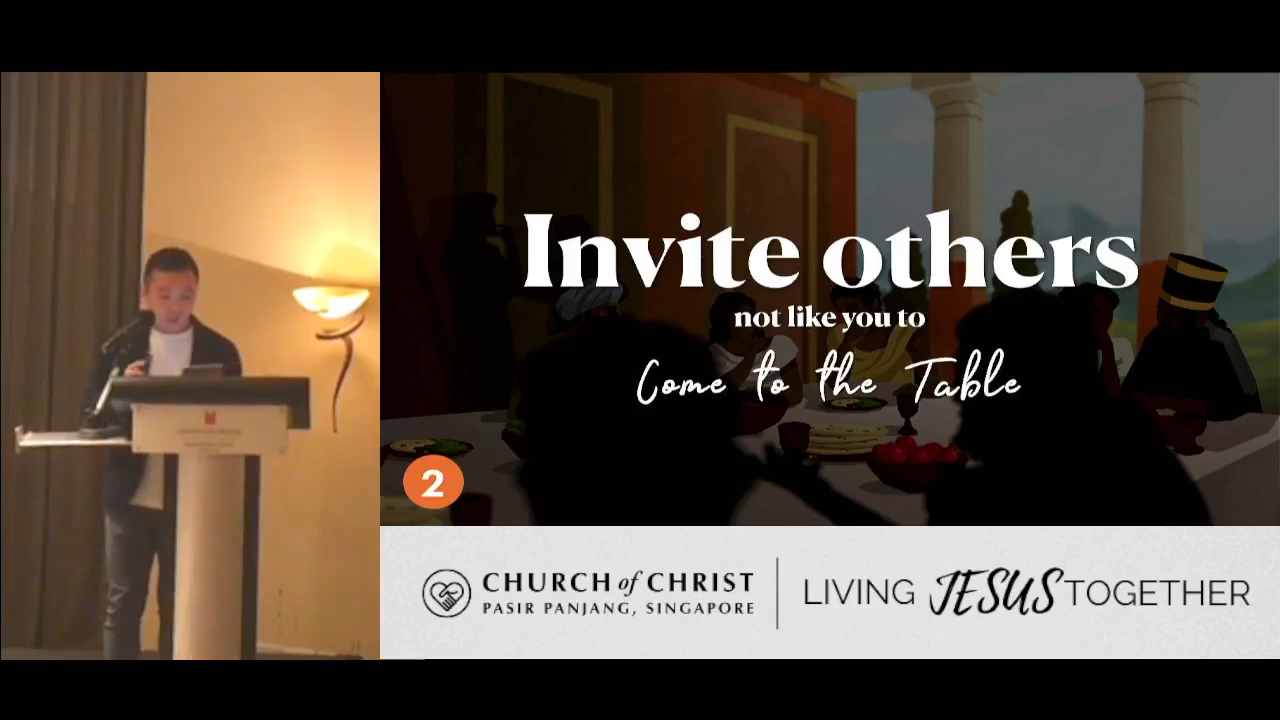 Invite others
not like you to
Come to the Table
2
CHURCH of CHRIST
PASIR PANJANG, SINGAPORE
LIVING JESUS TOGETHER